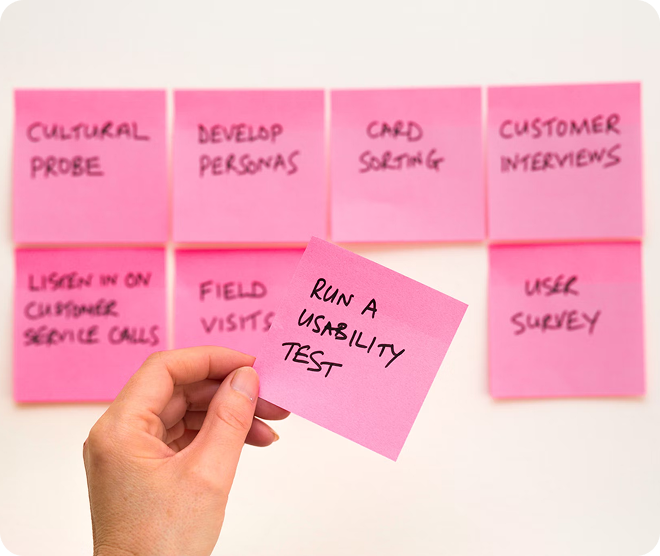 CULTURAL
PROBE
DEVELOP
PERSONAS
CARD
SORTING
CUSTOMER
INTERVIEWS
LISTEN IN ON
CUSTOMER
SERVICE CALLS
FIELD
VISITS
RUN A
USABILITY
TEST
USER
SURVEY